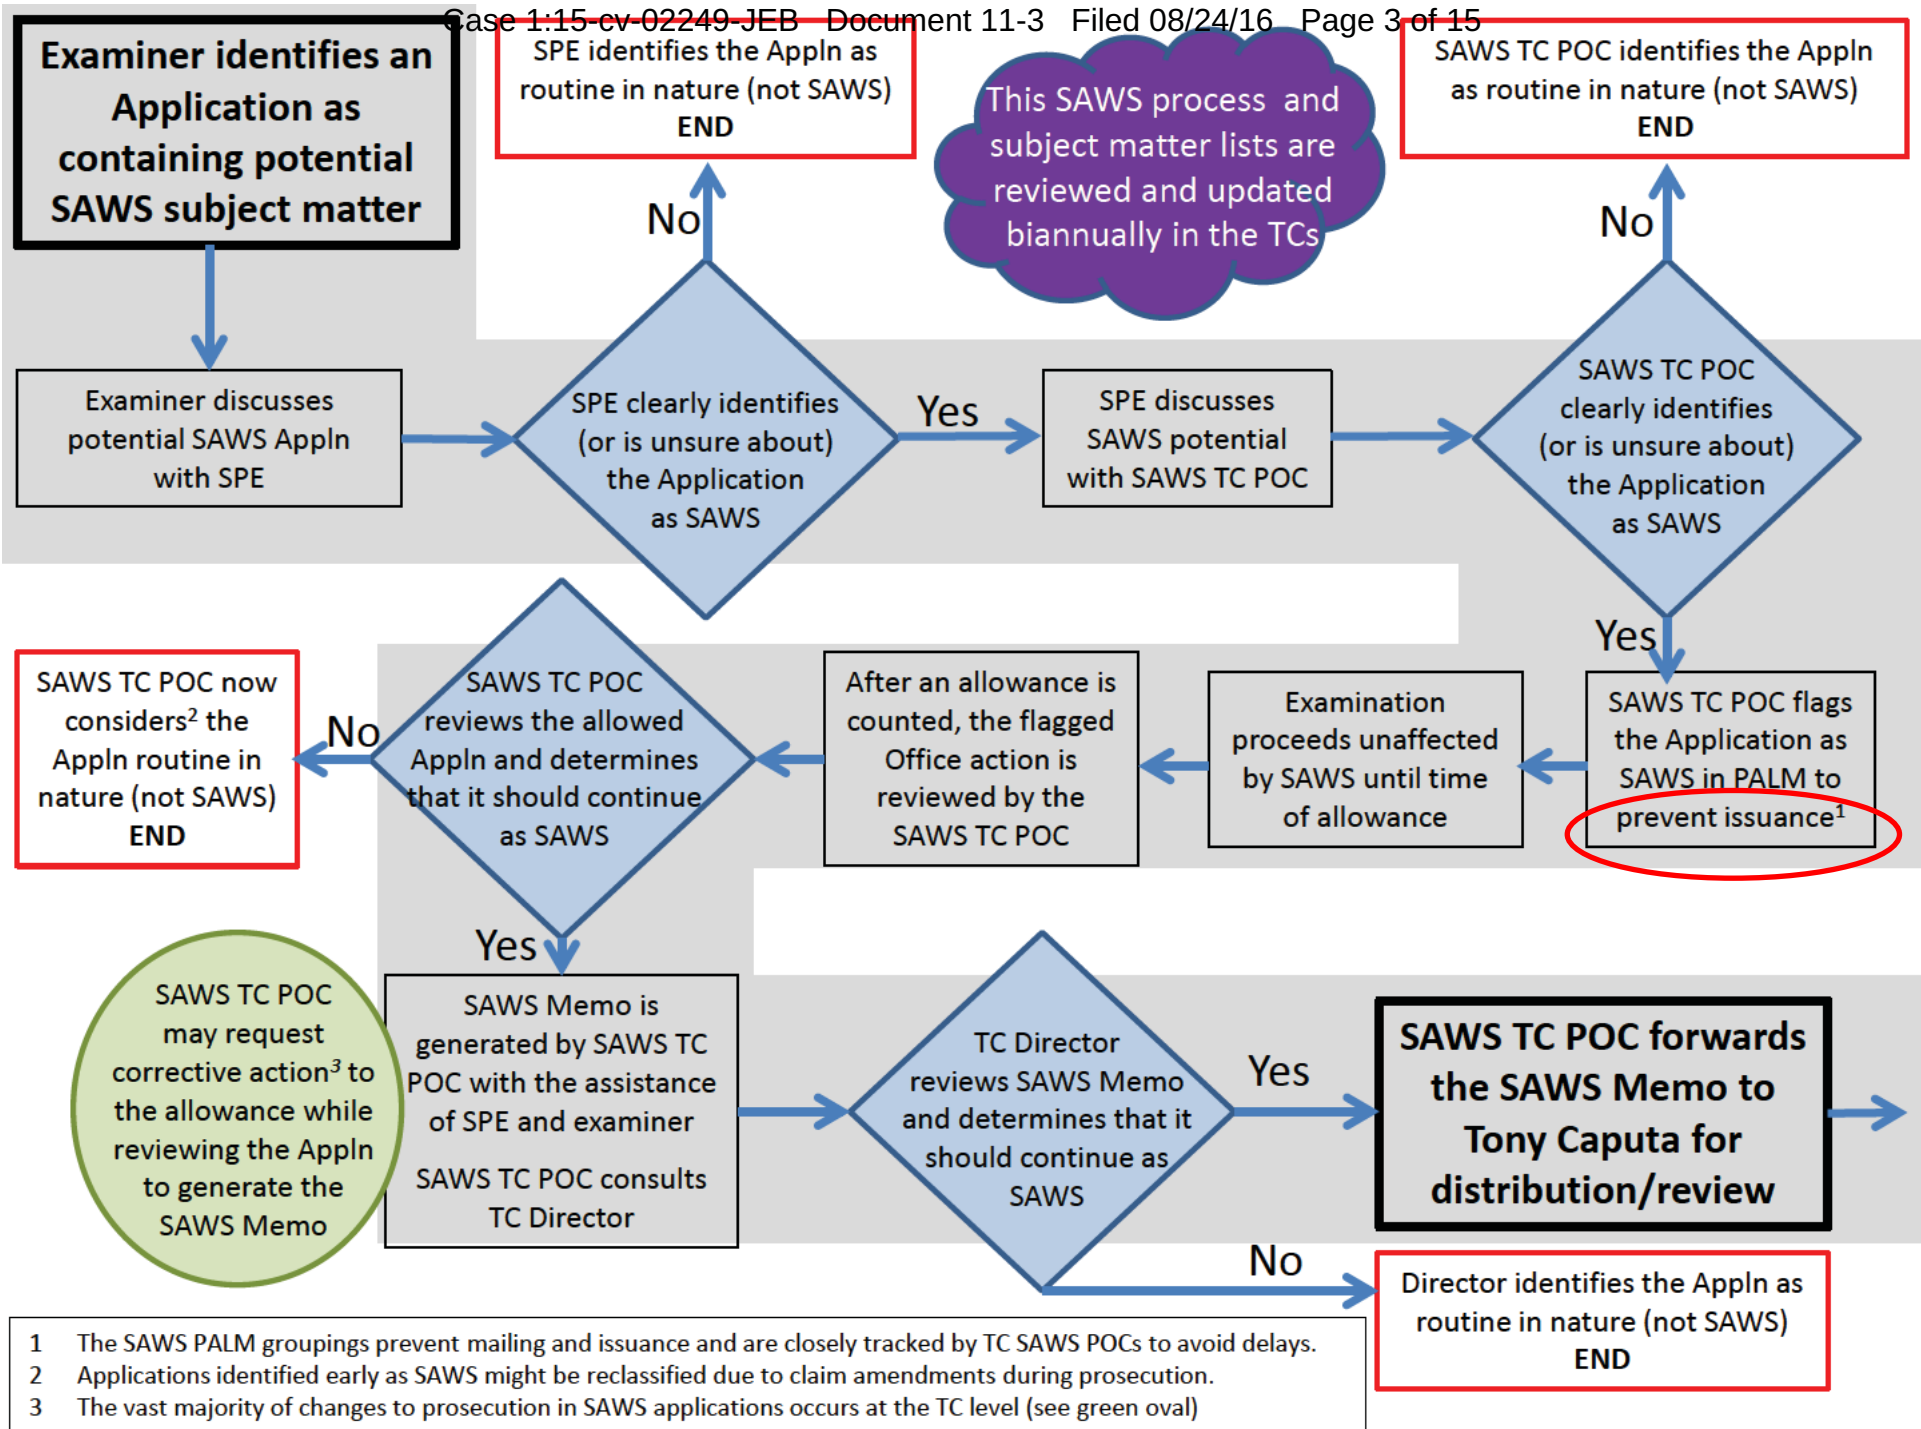 Case 1:15-cv-02249-JEB Document 11-3 Filed 08/24/16 Page 3 of 15
Examiner identifies an
Application as
containing potential
SAWS subject matter
SPE identifies the Appln as
routine in nature (not SAWS)
END
This SAWS process and
subject matter lists are
reviewed and updated
biannually in the TCs
SAWS TC POC identifies the Appln
as routine in nature (not SAWS)
END
No
No
Examiner discusses
potential SAWS Appln
with SPE
SPE clearly identifies
(or is unsure about)
the Application
as SAWS
Yes
SPE discusses
SAWS potential
with SAWS TC POC
SAWS TC POC
clearly identifies
(or is unsure about)
the Application
as SAWS
Yes
SAWS TC POC flags
the Application as
SAWS in PALM to
prevent issuance¹
Examination
proceeds unaffected
by SAWS until time
of allowance
After an allowance is
counted, the flagged
Office action is
reviewed by the
SAWS TC POC
SAWS TC POC
reviews the allowed
Appln and determines
that it should continue
as SAWS
No
SAWS TC POC now
considers² the
Appln routine in
nature (not SAWS)
END
Yes
SAWS TC POC
may request
corrective action³ to
the allowance while
reviewing the Appln
to generate the
SAWS Memo
SAWS Memo is
generated by SAWS TC
POC with the assistance
of SPE and examiner
SAWS TC POC consults
TC Director
TC Director
reviews SAWS Memo
and determines that it
should continue as
SAWS
Yes
SAWS TC POC forwards
the SAWS Memo to
Tony Caputa for
distribution/review
No
Director identifies the Appln as
routine in nature (not SAWS)
END
1 The SAWS PALM groupings prevent mailing and issuance and are closely tracked by TC SAWS POCs to avoid delays.
2 Applications identified early as SAWS might be reclassified due to claim amendments during prosecution.
3 The vast majority of changes to prosecution in SAWS applications occurs at the TC level (see green oval)